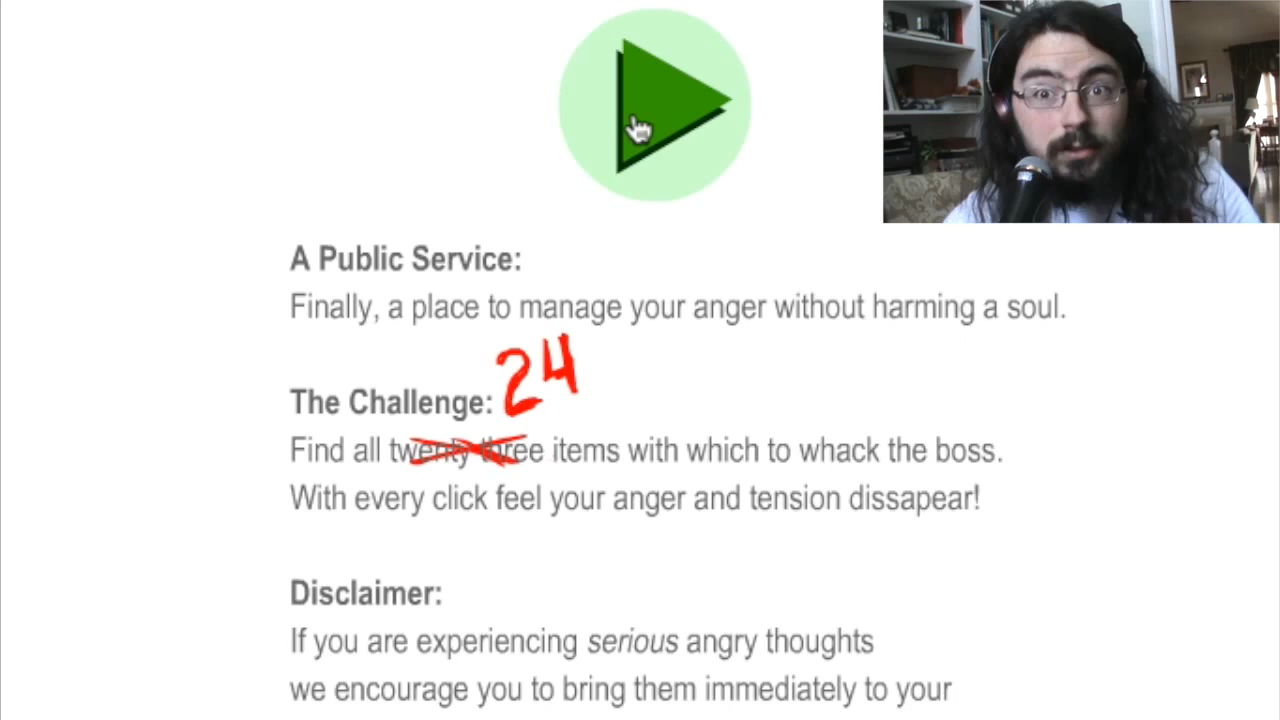 A Public Service:
Finally, a place to manage your anger without harming a soul.
24
The Challenge:
Find all twenty three items with which to whack the boss.
With every click feel your anger and tension dissapear!
Disclaimer:
If you are experiencing serious angry thoughts
we encourage you to bring them immediately to your